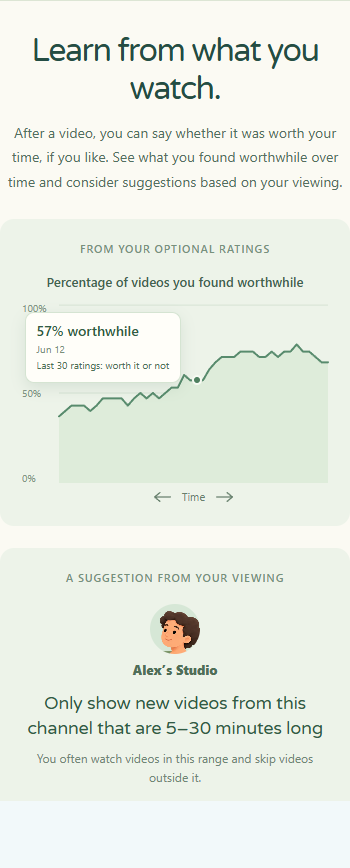 Learn from what you
watch.
After a video, you can say whether it was worth your
time, if you like. See what you found worthwhile over
time and consider suggestions based on your viewing.
FROM YOUR OPTIONAL RATINGS
Percentage of videos you found worthwhile
100%
57% worthwhile
Jun 12
Last 30 ratings: worth it or not
50%
0%
Time
A SUGGESTION FROM YOUR VIEWING
Alex's Studio
Only show new videos from this
channel that are 5–30 minutes long
You often watch videos in this range and skip videos
outside it.